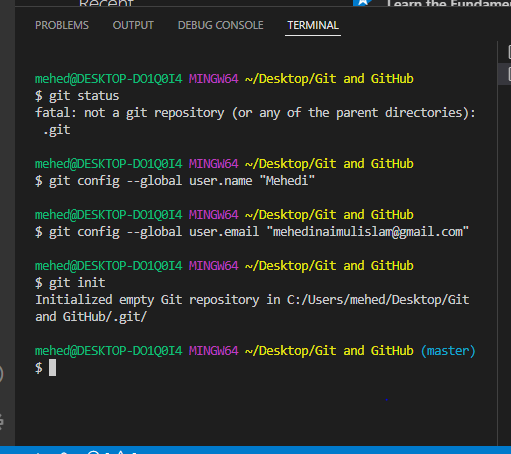 Recent
Learn the Fundame
PROBLEMS OUTPUT DEBUG CONSOLE TERMINAL
mehed@DESKTOP-DO1Q0I4 MINGW64 ~/Desktop/Git and GitHub
$ git status
fatal: not a git repository (or any of the parent directories):
.git
mehed@DESKTOP-DO1Q0I4 MINGW64 ~/Desktop/Git and GitHub
$ git config --global user.name "Mehedi"
mehed@DESKTOP-DO1Q0I4 MINGW64 ~/Desktop/Git and GitHub
$ git config --global user.email "mehedinaimulislam@gmail.com"
mehed@DESKTOP-DO1Q0I4 MINGW64 ~/Desktop/Git and GitHub
$ git init
Initialized empty Git repository in C:/Users/mehed/Desktop/Git
and GitHub/.git/
mehed@DESKTOP-DO1Q0I4 MINGW64 ~/Desktop/Git and GitHub (master)
$